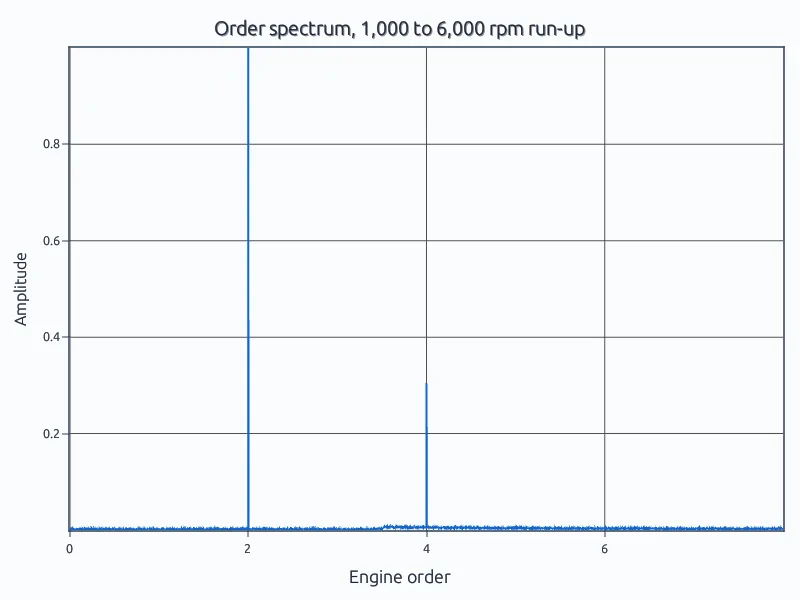 Order spectrum, 1,000 to 6,000 rpm run-up
0.8
0.6
0.4
0.2
Amplitude
0 2 4 6
Engine order